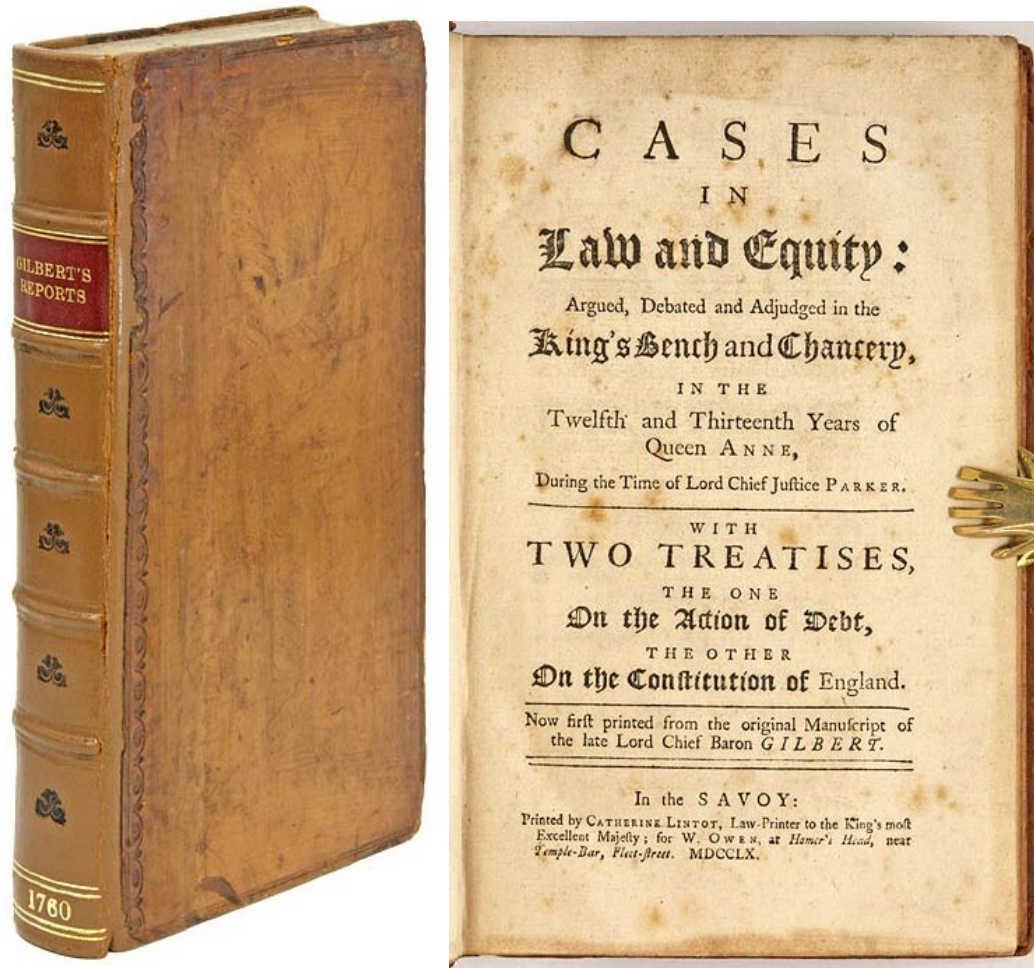 GILBERT'S
REPORTS
1760
CASES
IN
Law and Equity:
Argued, Debated and Adjudged in the
King's Bench and Chancery,
IN THE
Twelfth and Thirteenth Years of
Queen ANNE,
During the Time of Lord Chief Juſtice PARKER.
WITH
TWO TREATISES,
THE ONE
On the Action of Debt,
THE OTHER
On the Conſtitution of England.
Now firſt printed from the original Manuſcript of
the late Lord Chief Baron GILBERT.
In the SAVOY:
Printed by CATHERINE LINTOT, Law-Printer to the King's moſt
Excellent Majeſty; for W. OWEN, at Homer's Head, near
Temple-Bar, Fleet-ſtreet. MDCCLX.